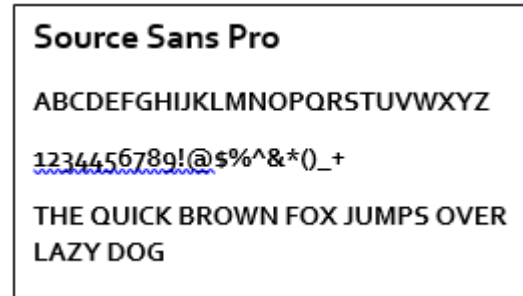 Source Sans Pro
ABCDEFGHIJKLMNOPQRSTUVWXYZ
1234456789!@$%^&*()_+
THE QUICK BROWN FOX JUMPS OVER
LAZY DOG